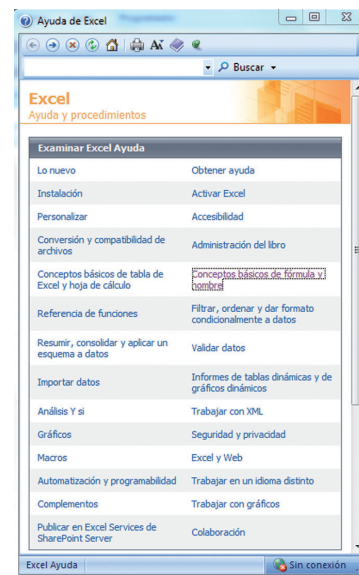 Ayuda de Excel
Buscar
Excel
Ayuda y procedimientos
Examinar Excel Ayuda
Lo nuevo
Obtener ayuda
Instalación
Activar Excel
Personalizar
Accesibilidad
Conversión y compatibilidad de
archivos
Administración del libro
Conceptos básicos de tabla de
Excel y hoja de cálculo
Conceptos básicos de fórmula y
nombre
Referencia de funciones
Filtrar, ordenar y dar formato
condicionalmente a datos
Resumir, consolidar y aplicar un
esquema a datos
Validar datos
Importar datos
Informes de tablas dinámicas y de
gráficos dinámicos
Análisis Y si
Trabajar con XML
Gráficos
Seguridad y privacidad
Macros
Excel y Web
Automatización y programabilidad
Trabajar en un idioma distinto
Complementos
Trabajar con gráficos
Publicar en Excel Services de
SharePoint Server
Colaboración
Excel Ayuda
Sin conexión